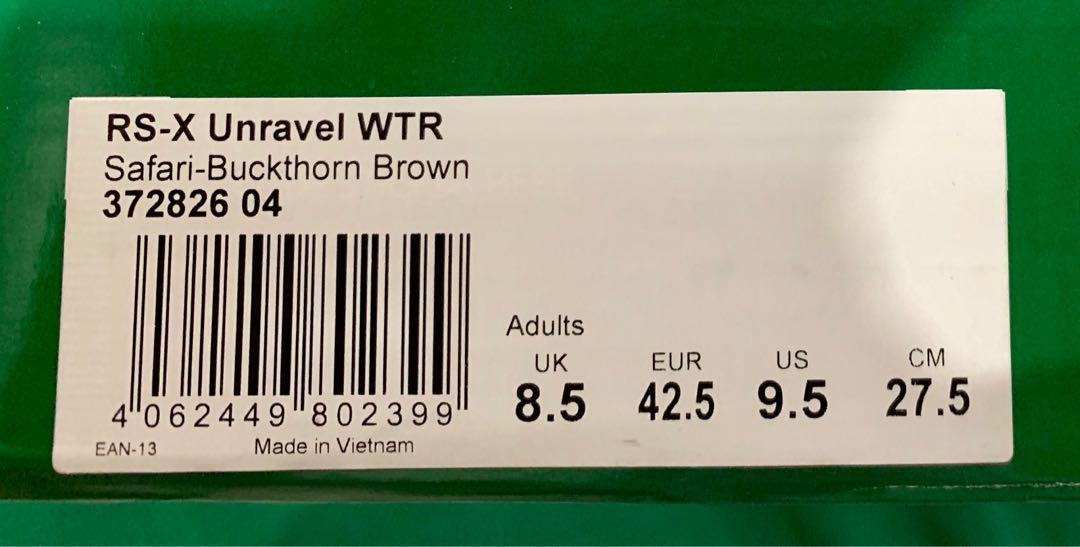 RS-X Unravel WTR
Safari-Buckthorn Brown
372826 04
Adults
UK EUR US CM
8.5 42.5 9.5 27.5
4 062449 802399
EAN-13 Made in Vietnam